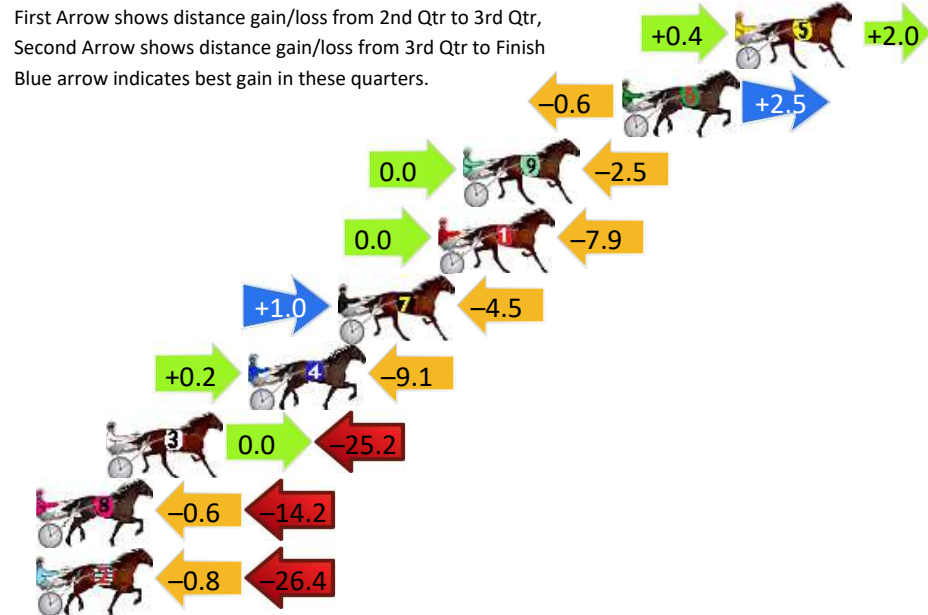 First Arrow shows distance gain/loss from 2nd Qtr to 3rd Qtr,
Second Arrow shows distance gain/loss from 3rd Qtr to Finish
Blue arrow indicates best gain in these quarters.
+0.4 5 +2.0
–0.6 6 +2.5
0.0 9 –2.5
0.0 1 –7.9
+1.0 7 –4.5
+0.2 4 –9.1
3 0.0 –25.2
8 –0.6 –14.2
2 –0.8 –26.4